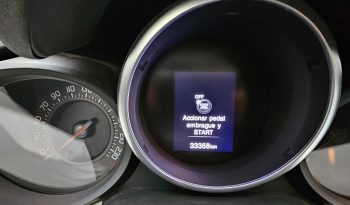 OFF
Accionar pedal
embrague y
START
33358km